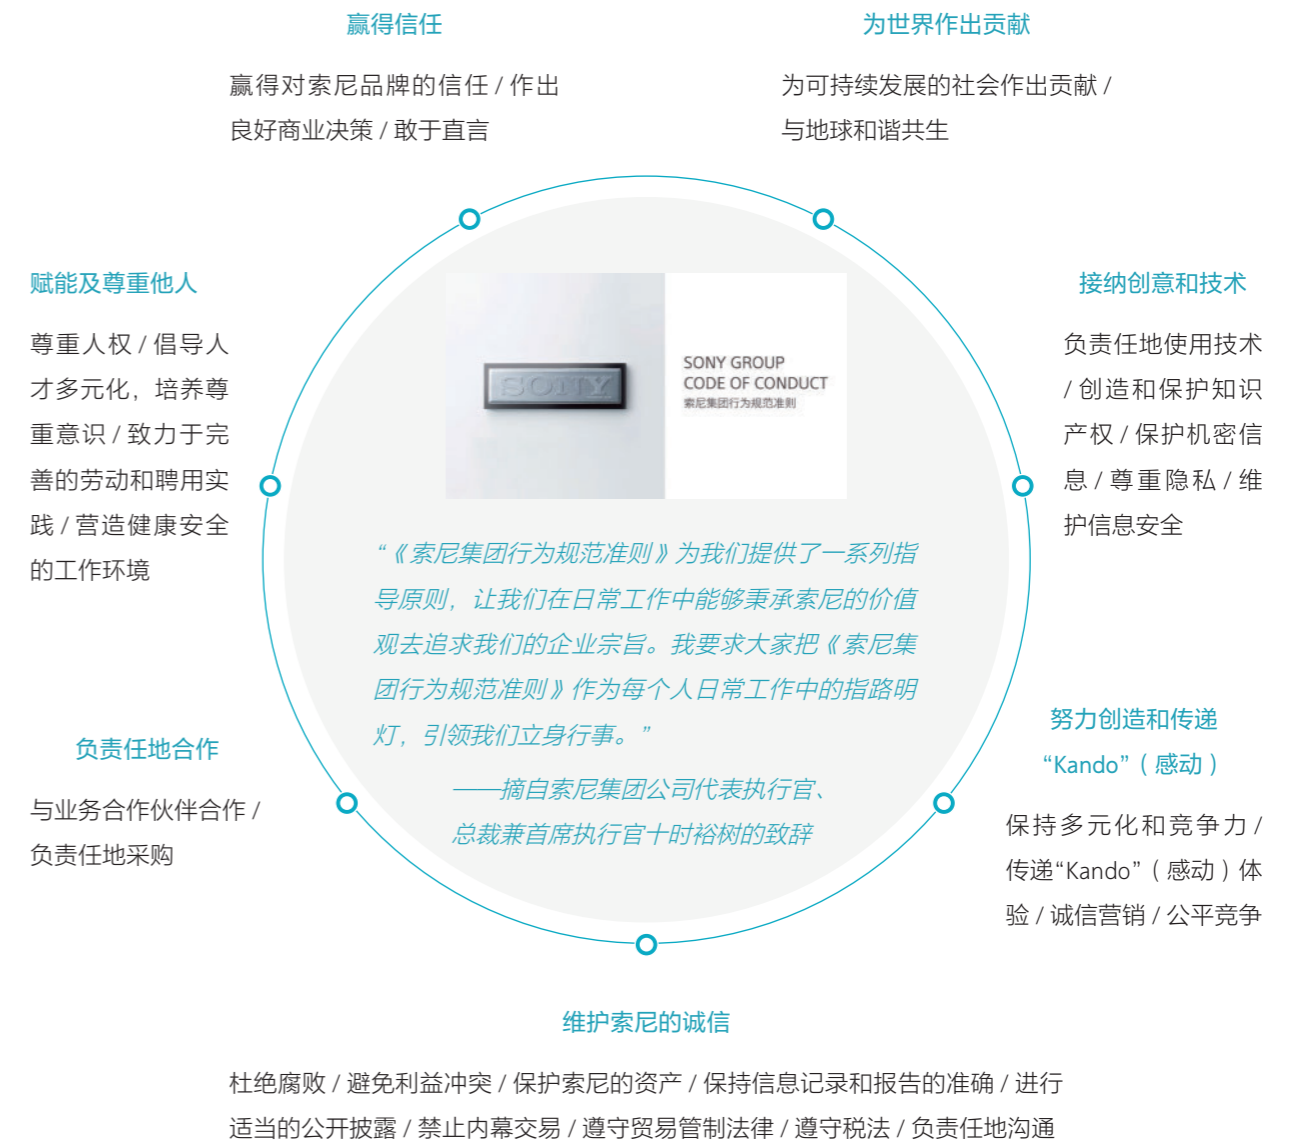 赢得信任
赢得对索尼品牌的信任 / 作出
良好商业决策 / 敢于直言
为世界作出贡献
为可持续发展的社会作出贡献 /
与地球和谐共生
赋能及尊重他人
尊重人权 / 倡导人
才多元化，培养尊
重意识 / 致力于完
善的劳动和聘用实
践 / 营造健康安全
的工作环境
接纳创意和技术
负责任地使用技术
/ 创造和保护知识
产权 / 保护机密信
息 / 尊重隐私 / 维
护信息安全
SONY
SONY GROUP
CODE OF CONDUCT
索尼集团行为规范准则
“《索尼集团行为规范准则》为我们提供了一系列指
导原则，让我们在日常工作中能够秉承索尼的价值
观去追求我们的企业宗旨。我要求大家把《索尼集
团行为规范准则》作为每个人日常工作中的指路明
灯，引领我们立身行事。”
——摘自索尼集团公司代表执行官、
总裁兼首席执行官十时裕树的致辞
负责任地合作
与业务合作伙伴合作 /
负责任地采购
努力创造和传递
“Kando”（感动）
保持多元化和竞争力 /
传递“Kando”（感动）体
验 / 诚信营销 / 公平竞争
维护索尼的诚信
杜绝腐败 / 避免利益冲突 / 保护索尼的资产 / 保持信息记录和报告的准确 / 进行
适当的公开披露 / 禁止内幕交易 / 遵守贸易管制法律 / 遵守税法 / 负责任地沟通